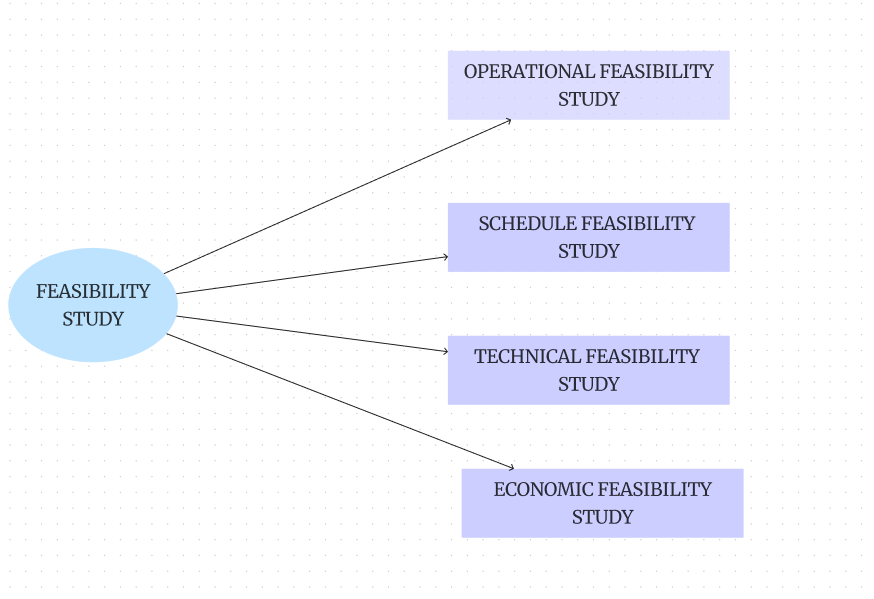 OPERATIONAL FEASIBILITY
STUDY
SCHEDULE FEASIBILITY
STUDY
FEASIBILITY
STUDY
TECHNICAL FEASIBILITY
STUDY
ECONOMIC FEASIBILITY
STUDY